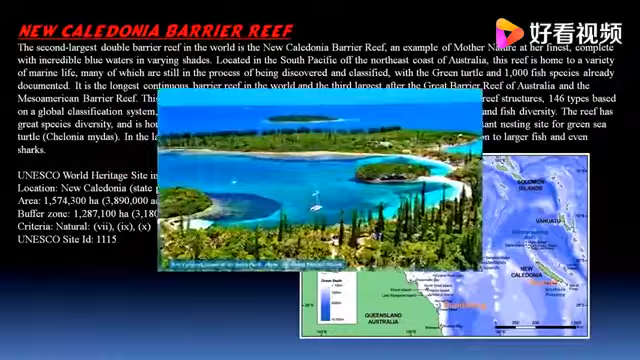 NEW CALEDONIA BARRIER REEF
好看视频
The second-largest double barrier reef in the world is the New Caledonia Barrier Reef, an example of Mother Nature at her finest, complete
with incredible blue waters in varying shades. Located in the South Pacific off the northeast coast of Australia, this reef is home to a variety
of marine life, many of which are still in the process of being discovered and classified, with the Green turtle and 1,000 fish species already
documented. It is the longest continuous barrier reef in the world and the third largest after the Great Barrier Reef of Australia and the
Mesoamerican Barrier Reef. This reef structures, 146 types based
on a global classification system, and fish diversity. The reef has
great species diversity, and is nesting site for green sea
turtle (Chelonia mydas). In the to larger fish and even
sharks.
UNESCO World Heritage Site
Location: New Caledonia (state
Area: 1,574,300 ha (3,890,000
Buffer zone: 1,287,100 ha
Criteria: Natural: (vii), (ix), (x)
UNESCO Site Id: 1115
SOLOMON
ISLANDS
VANUATU
NEW
CALEDONIA
Southern
Province
Ocean Depth
QUEENSLAND
AUSTRALIA